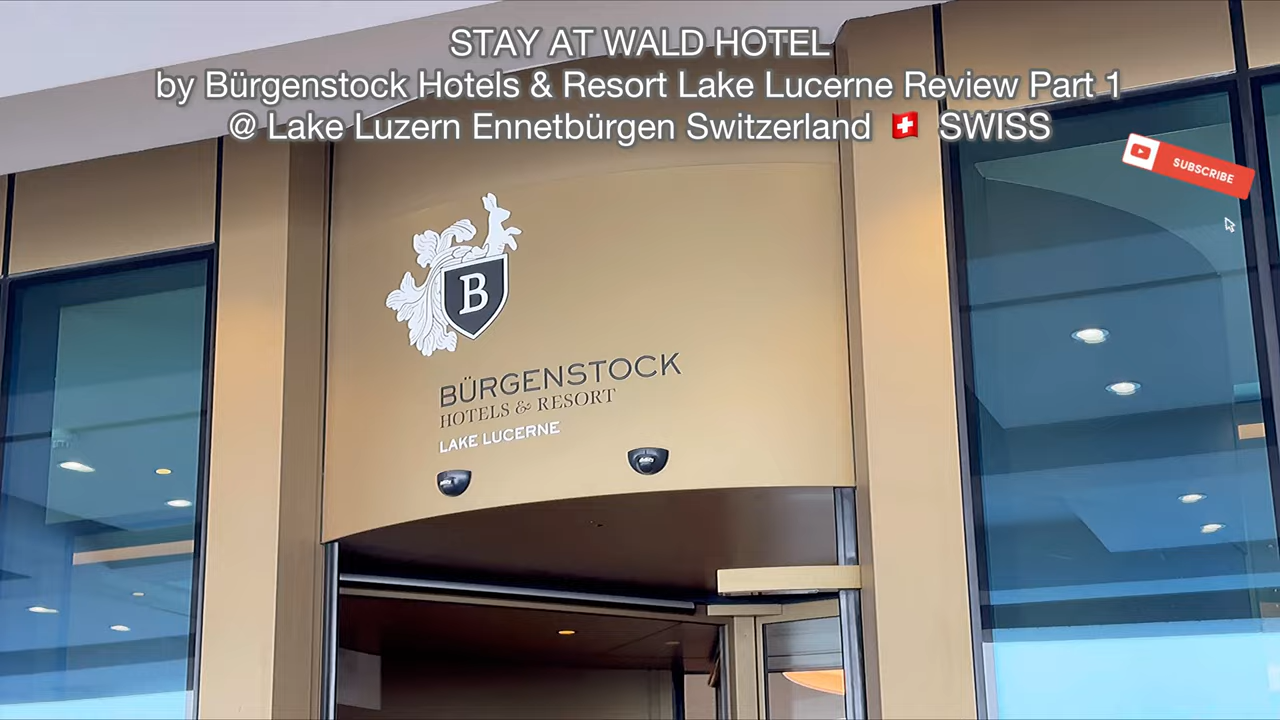 STAY AT WALD HOTEL
by Bürgenstock Hotels & Resort Lake Lucerne Review Part 1
@ Lake Luzern Ennetbürgen Switzerland 🇨🇭 SWISS
SUBSCRIBE
B
BÜRGENSTOCK
HOTELS & RESORT
LAKE LUCERNE